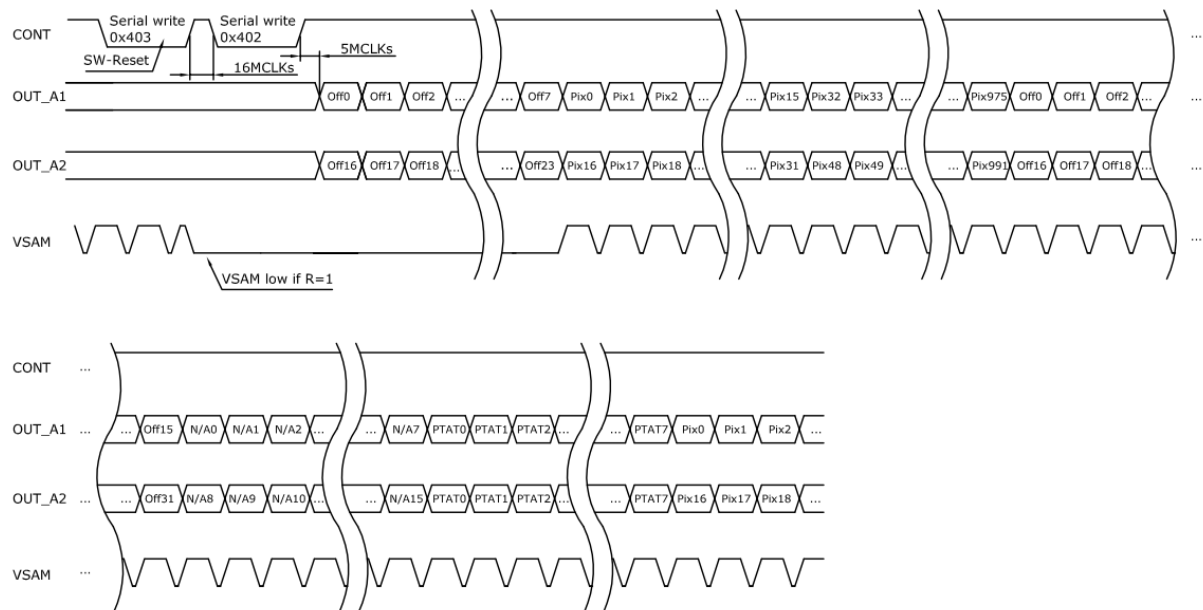 Serial write 0x403
Serial write 0x402
CONT
...
SW-Reset
5MCLKs
16MCLKs
OUT_A1 Off0 Off1 Off2 ... ... Off7 Pix0 Pix1 Pix2 ... ... Pix15 Pix32 Pix33 ... ... Pix975 Off0 Off1 Off2 ... ...
OUT_A2 Off16 Off17 Off18 ... ... Off23 Pix16 Pix17 Pix18 ... ... Pix31 Pix48 Pix49 ... ... Pix991 Off16 Off17 Off18 ... ...
VSAM ...
VSAM low if R=1
CONT ...
OUT_A1 ... ... Off15 N/A0 N/A1 N/A2 ... ... N/A7 PTAT0 PTAT1 PTAT2 ... ... PTAT7 Pix0 Pix1 Pix2 ...
OUT_A2 ... ... Off31 N/A8 N/A9 N/A10 ... ... N/A15 PTAT0 PTAT1 PTAT2 ... ... PTAT7 Pix16 Pix17 Pix18 ...
VSAM ...